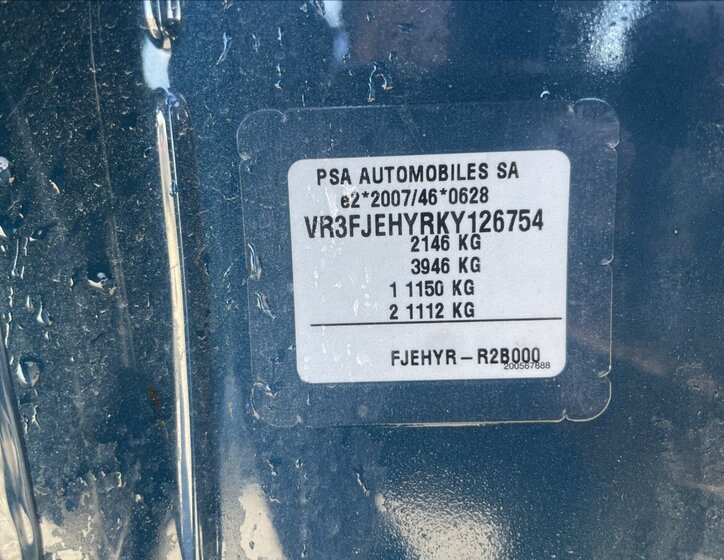 PSA AUTOMOBILES SA
e2*2007/46*0628
VR3FJEHYRKY126754
2146 KG
3946 KG
1 1150 KG
2 1112 KG
FJEHYR-R2B000
200567888